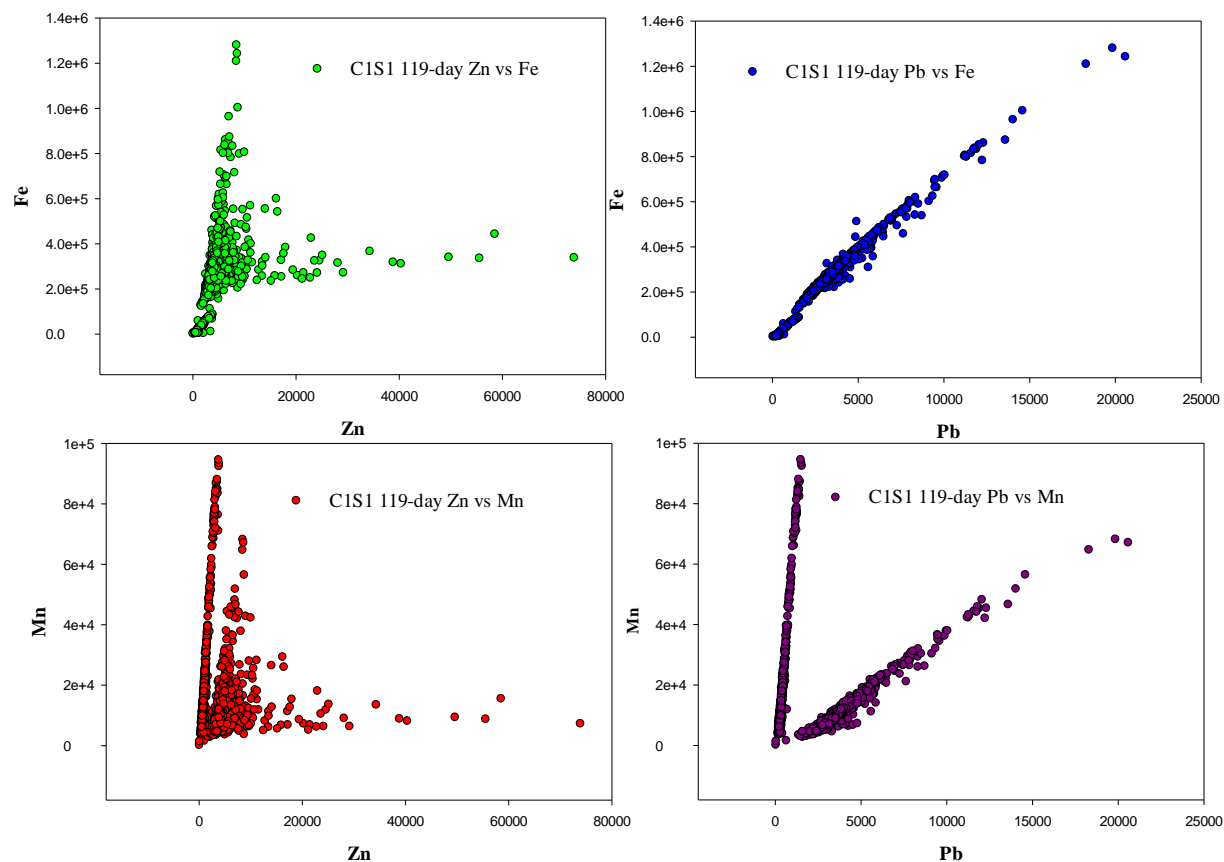 1.4e+6
1.2e+6
1.0e+6
8.0e+5
6.0e+5
4.0e+5
2.0e+5
0.0
Fe
C1S1 119-day Zn vs Fe
0 20000 40000 60000 80000
Zn
1.4e+6
1.2e+6
1.0e+6
8.0e+5
6.0e+5
4.0e+5
2.0e+5
0.0
Fe
C1S1 119-day Pb vs Fe
0 5000 10000 15000 20000 25000
Pb
1e+5
8e+4
6e+4
4e+4
2e+4
0
Mn
C1S1 119-day Zn vs Mn
0 20000 40000 60000 80000
Zn
1e+5
8e+4
6e+4
4e+4
2e+4
0
Mn
C1S1 119-day Pb vs Mn
0 5000 10000 15000 20000 25000
Pb